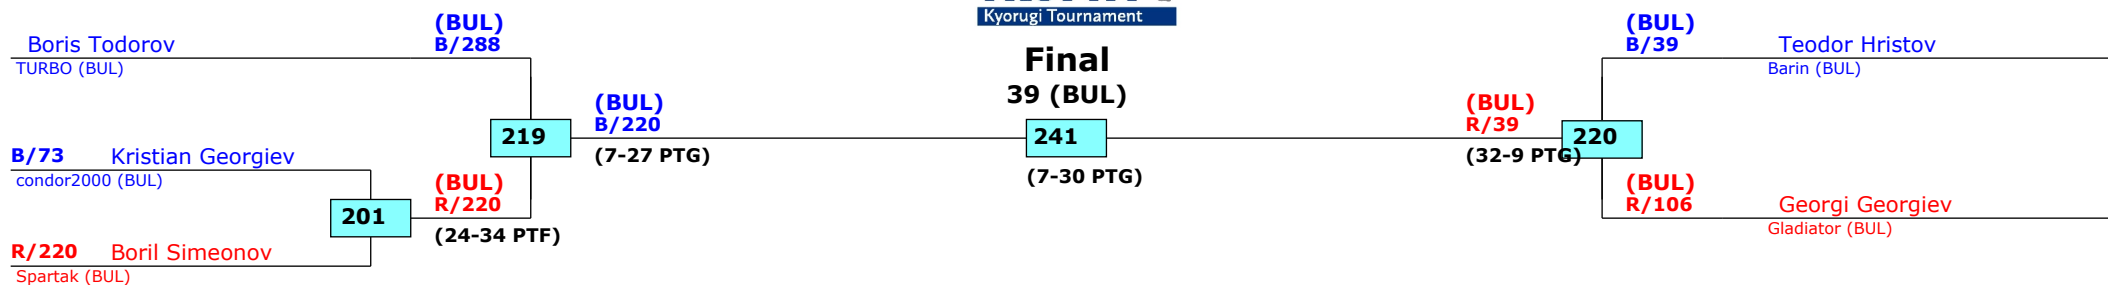 Kyorugi Tournament
Final
39 (BUL)
Boris Todorov
(BUL)
B/288
TURBO (BUL)
B/73 Kristian Georgiev
condor2000 (BUL)
R/220 Boril Simeonov
Spartak (BUL)
201
(BUL)
R/220
(24-34 PTF)
219
(BUL)
B/220
(7-27 PTG)
241
(7-30 PTG)
(BUL)
R/39
(32-9 PTG)
220
(BUL)
B/39 Teodor Hristov
Barin (BUL)
(BUL)
R/106 Georgi Georgiev
Gladiator (BUL)